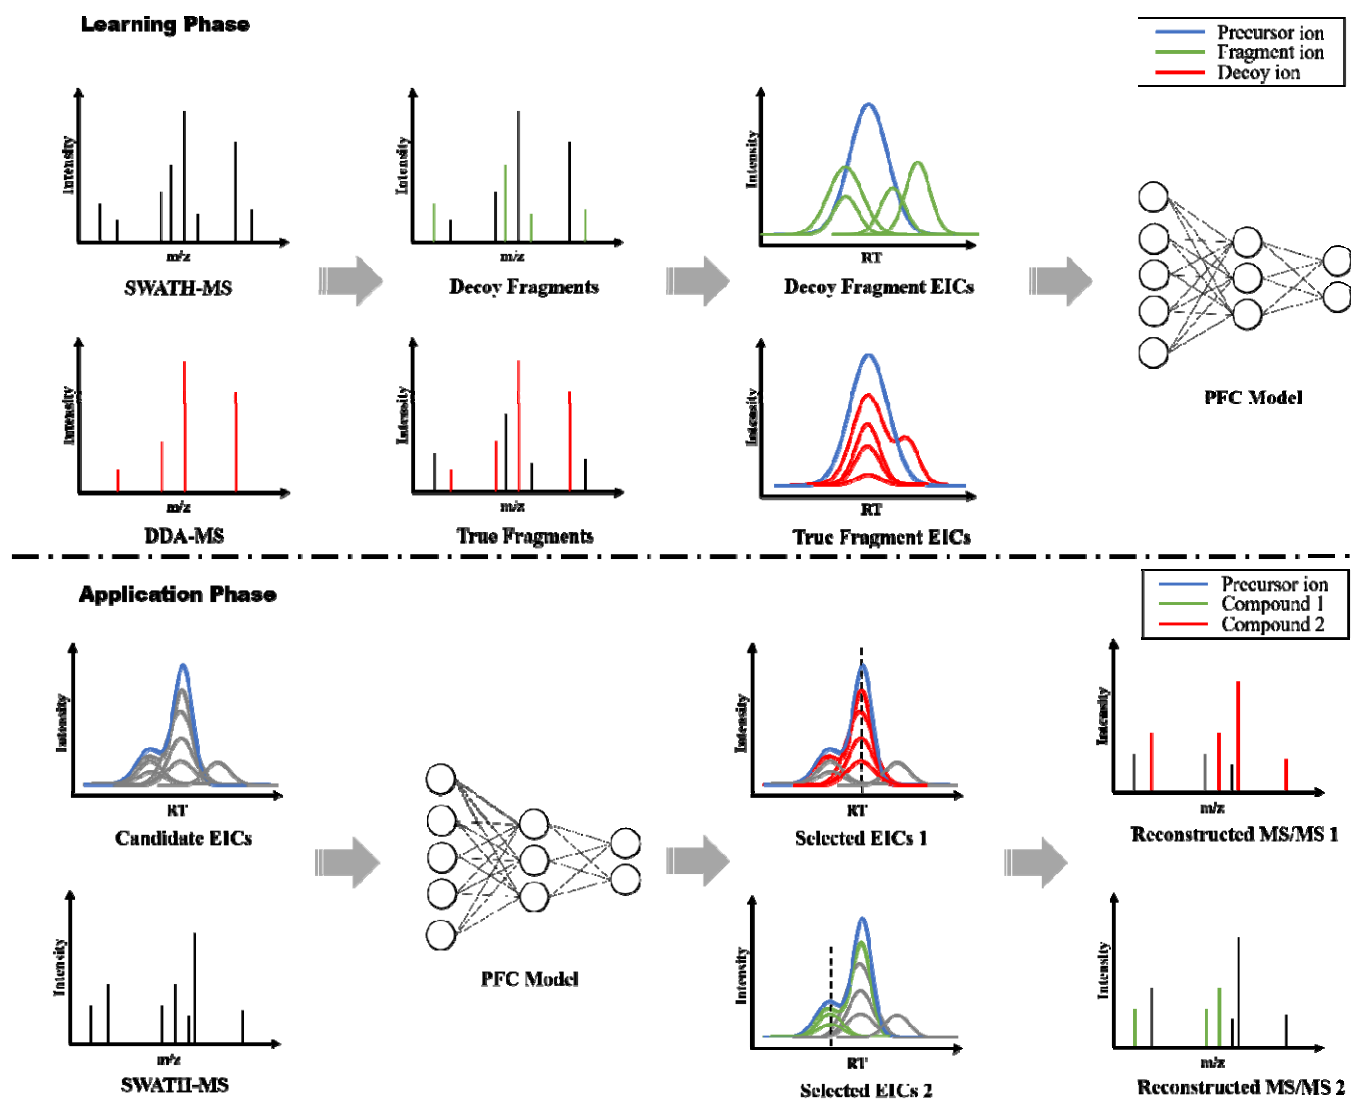 Learning Phase
Precursor ion
Fragment ion
Decoy ion
Intensity
m/z
SWATH-MS
Intensity
m/z
Decoy Fragments
Intensity
RT
Decoy Fragment EICs
Intensity
m/z
DDA-MS
Intensity
m/z
True Fragments
Intensity
RT
True Fragment EICs
PFC Model
Application Phase
Precursor ion
Compound 1
Compound 2
Intensity
RT
Candidate EICs
Intensity
m/z
SWATH-MS
PFC Model
Intensity
RT
Selected EICs 1
Intensity
m/z
Reconstructed MS/MS 1
Intensity
RT
Selected EICs 2
Intensity
m/z
Reconstructed MS/MS 2